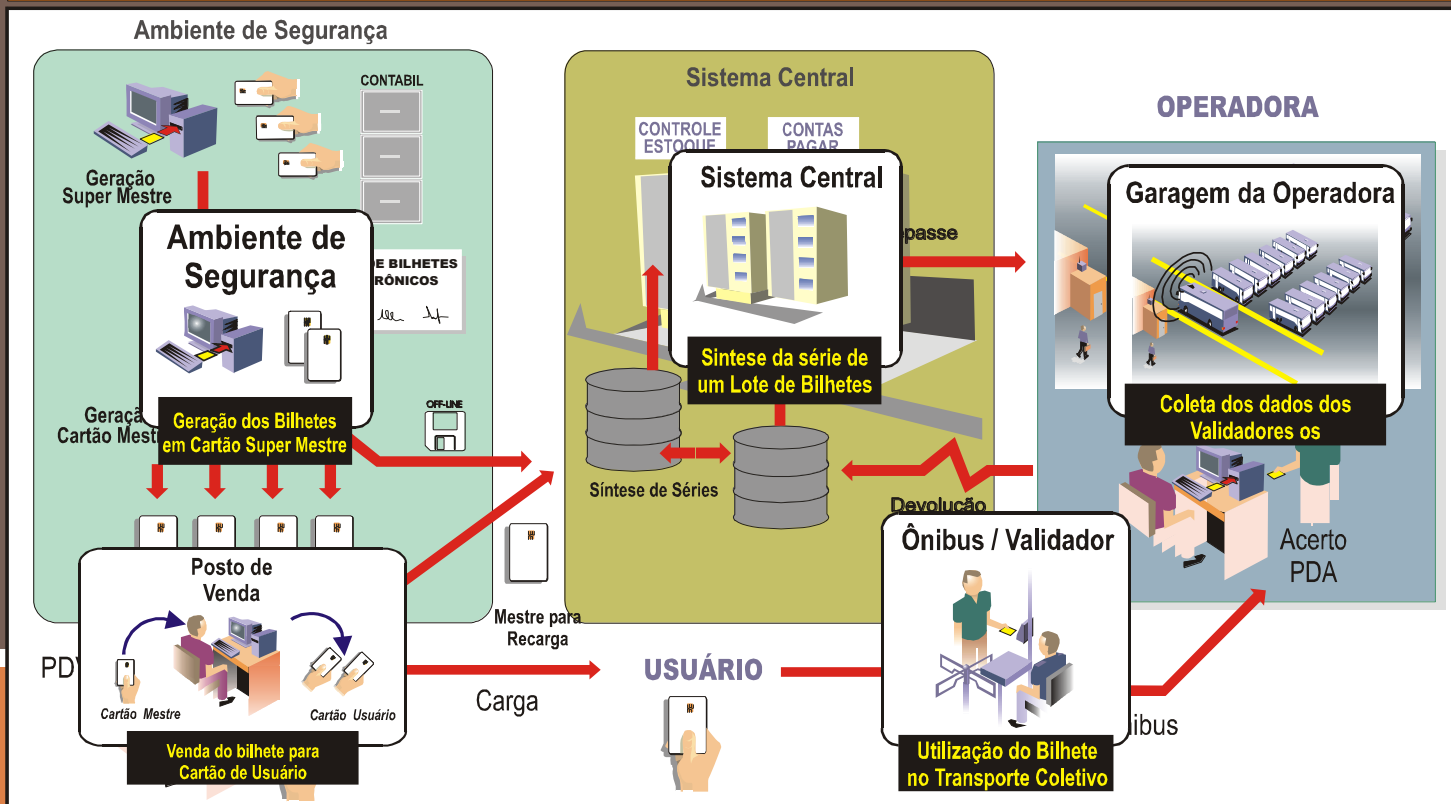 Ambiente de Segurança
CONTABIL
Geração
Super Mestre
Ambiente de
Segurança
DE BILHETES
RÔNICOS
Geração dos Bilhetes
em Cartão Super Mestre
Geraçã
Cartão Mest
OFF-LINE
Posto de
Venda
Cartão Mestre
Cartão Usuário
Venda do bilhete para
Cartão de Usuário
PD
Mestre para
Recarga
Carga
USUÁRIO
Sistema Central
CONTROLE
ESTOQUE
CONTAS
PAGAR
Sistema Central
epasse
Sintese da série de
um Lote de Bilhetes
Síntese de Séries
Devolução
OPERADORA
Garagem da Operadora
Coleta dos dados dos
Validadores os
Acerto
PDA
Ônibus / Validador
Utilização do Bilhete
no Transporte Coletivo
nibus